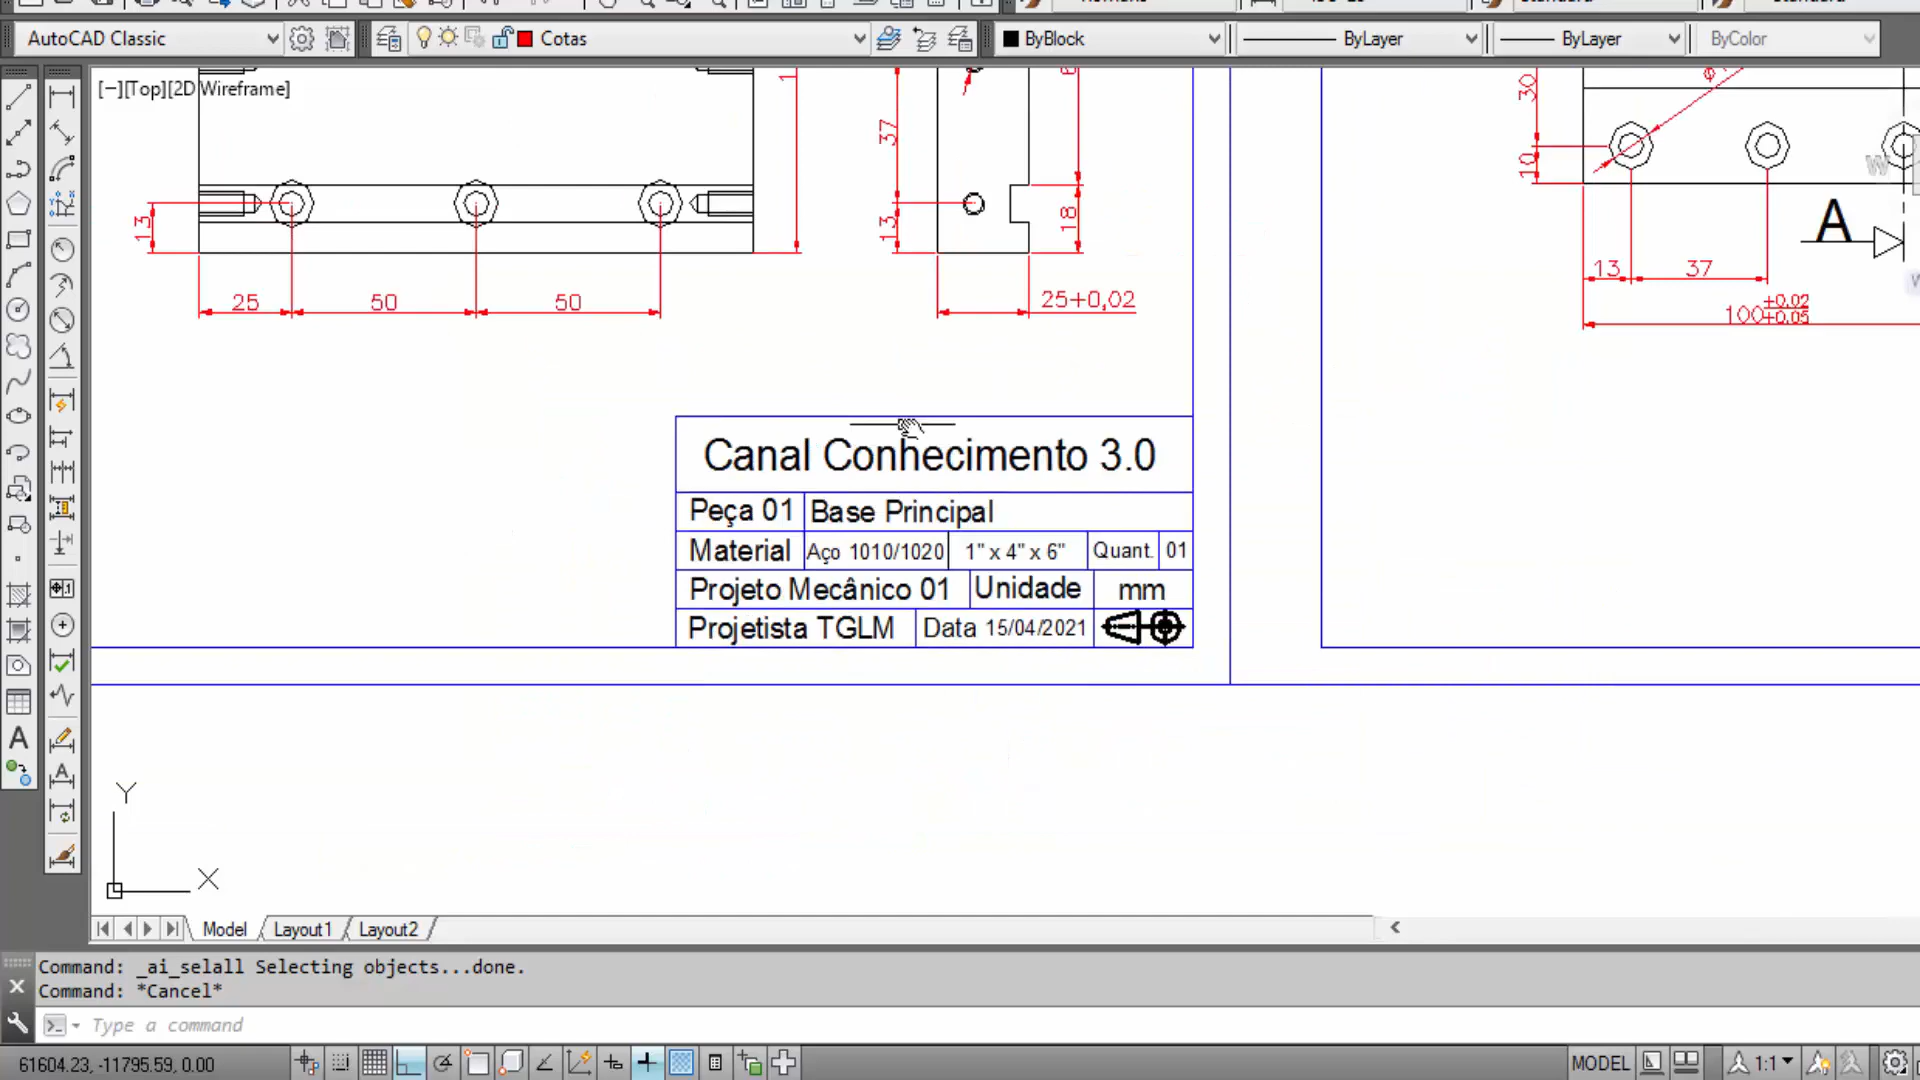 AutoCAD Classic
Cotas
ByBlock
ByLayer
ByLayer
ByColor
[−][Top][2D Wireframe]
37
30
10
13
13
18
A
25
50
50
25+0,02
13
37
+0.02
100
+0.05
Canal Conhecimento 3.0
Peça 01
Base Principal
Material
Aço 1010/1020
1" x 4" x 6"
Quant.
01
Projeto Mecânico 01
Unidade
mm
Projetista TGLM
Data 15/04/2021
Y
X
Model
Layout1
Layout2
Command: _ai_selall Selecting objects...done.
Command: *Cancel*
Type a command
61604.23, -11795.59, 0.00
MODEL
1:1